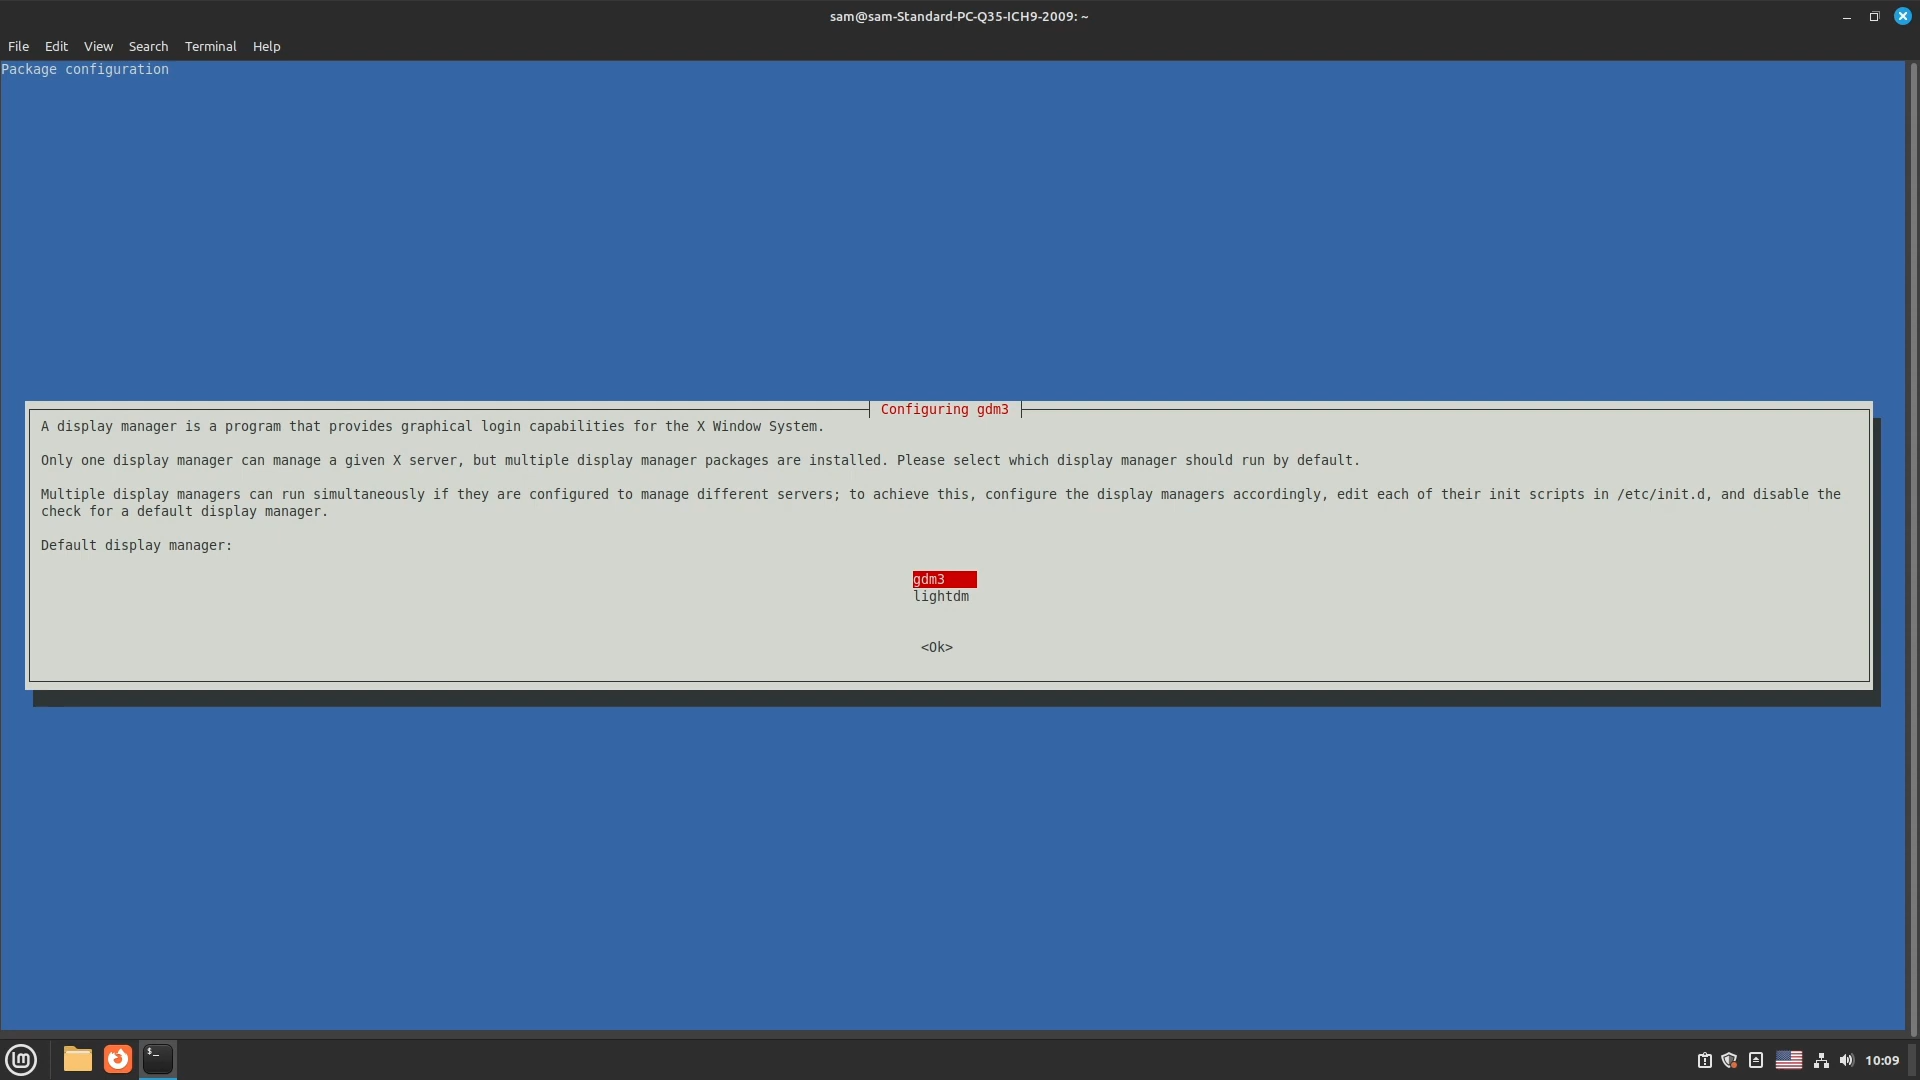 sam@sam-Standard-PC-Q35-ICH9-2009: ~
File Edit View Search Terminal Help
Package configuration
Configuring gdm3
A display manager is a program that provides graphical login capabilities for the X Window System.
Only one display manager can manage a given X server, but multiple display manager packages are installed. Please select which display manager should run by default.
Multiple display managers can run simultaneously if they are configured to manage different servers; to achieve this, configure the display managers accordingly, edit each of their init scripts in /etc/init.d, and disable the
check for a default display manager.
Default display manager:
gdm3
lightdm
<Ok>
10:09